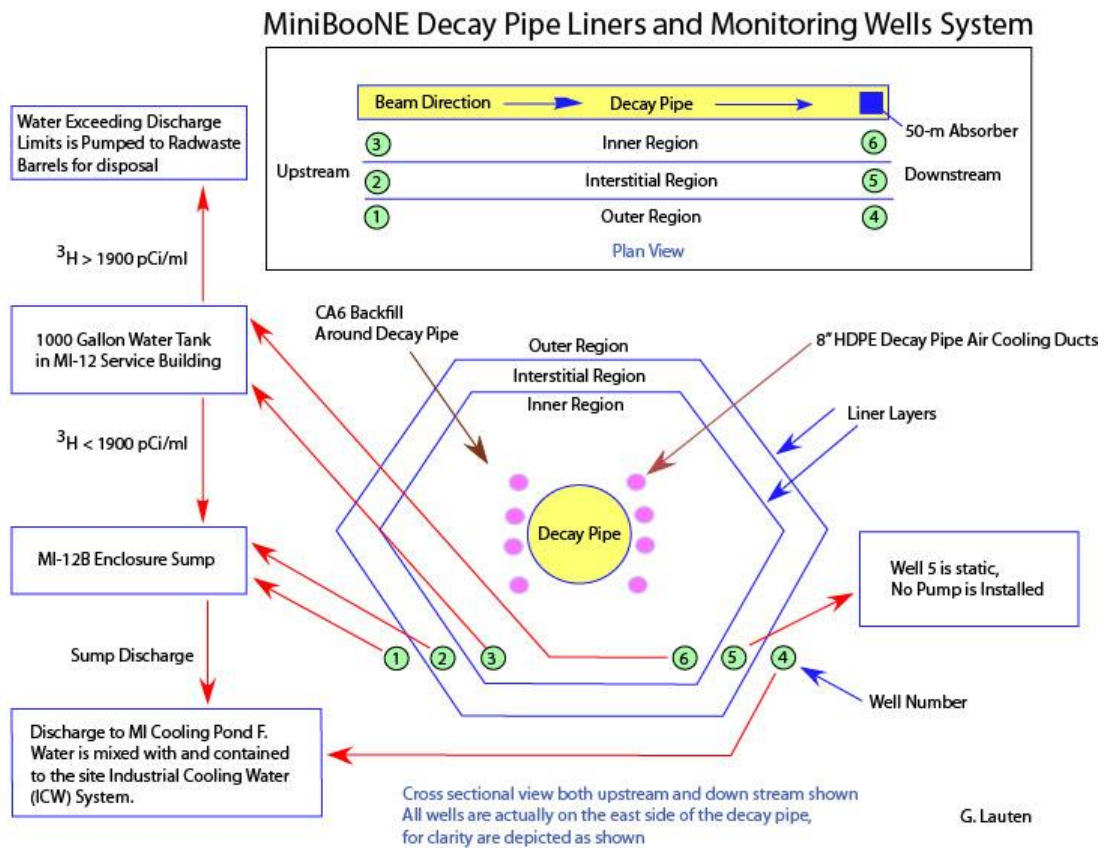 MiniBooNE Decay Pipe Liners and Monitoring Wells System
Beam Direction
Decay Pipe
50-m Absorber
3
Inner Region
6
Upstream
2
Interstitial Region
5
Downstream
1
Outer Region
4
Plan View
Water Exceeding Discharge
Limits is Pumped to Radwaste
Barrels for disposal
³H > 1900 pCi/ml
1000 Gallon Water Tank
in MI-12 Service Building
³H < 1900 pCi/ml
MI-12B Enclosure Sump
Sump Discharge
Discharge to MI Cooling Pond F.
Water is mixed with and contained
to the site Industrial Cooling Water
(ICW) System.
CA6 Backfill
Around Decay Pipe
Outer Region
Interstitial Region
Inner Region
8" HDPE Decay Pipe Air Cooling Ducts
Liner Layers
Decay Pipe
Well 5 is static,
No Pump is Installed
1
2
3
6
5
4
Well Number
Cross sectional view both upstream and down stream shown
All wells are actually on the east side of the decay pipe,
for clarity are depicted as shown
G. Lauten